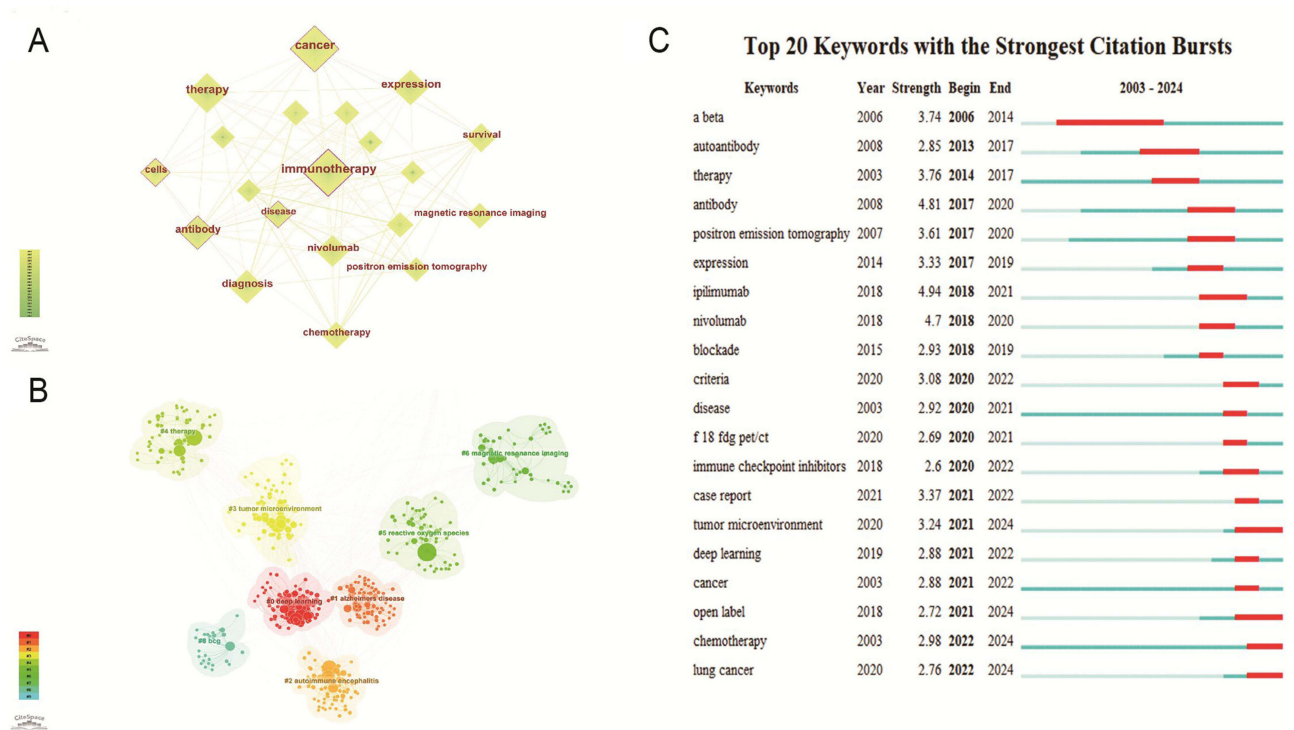 A
cancer
therapy
expression
survival
cells
immunotherapy
disease
magnetic resonance imaging
antibody
nivolumab
positron emission tomography
diagnosis
chemotherapy
CiteSpace
B
#4 therapy
#6 magnetic resonance imaging
#3 tumor microenvironment
#5 reactive oxygen species
#0 deep learning
#1 alzheimers disease
#8 bcg
#2 autoimmune encephalitis
CiteSpace
C
Top 20 Keywords with the Strongest Citation Bursts
Keywords Year Strength Begin End 2003 - 2024
a beta 2006 3.74 2006 2014
autoantibody 2008 2.85 2013 2017
therapy 2003 3.76 2014 2017
antibody 2008 4.81 2017 2020
positron emission tomography 2007 3.61 2017 2020
expression 2014 3.33 2017 2019
ipilimumab 2018 4.94 2018 2021
nivolumab 2018 4.7 2018 2020
blockade 2015 2.93 2018 2019
criteria 2020 3.08 2020 2022
disease 2003 2.92 2020 2021
f 18 fdg pet/ct 2020 2.69 2020 2021
immune checkpoint inhibitors 2018 2.6 2020 2022
case report 2021 3.37 2021 2022
tumor microenvironment 2020 3.24 2021 2024
deep learning 2019 2.88 2021 2022
cancer 2003 2.88 2021 2022
open label 2018 2.72 2021 2024
chemotherapy 2003 2.98 2022 2024
lung cancer 2020 2.76 2022 2024